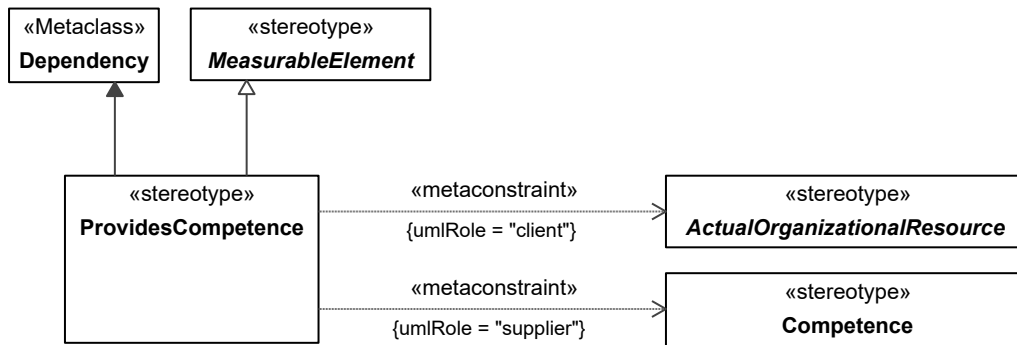 «Metaclass»
Dependency
«stereotype»
MeasurableElement
«stereotype»
ProvidesCompetence
«metaconstraint»
{umlRole = "client"}
«stereotype»
ActualOrganizationalResource
«metaconstraint»
{umlRole = "supplier"}
«stereotype»
Competence